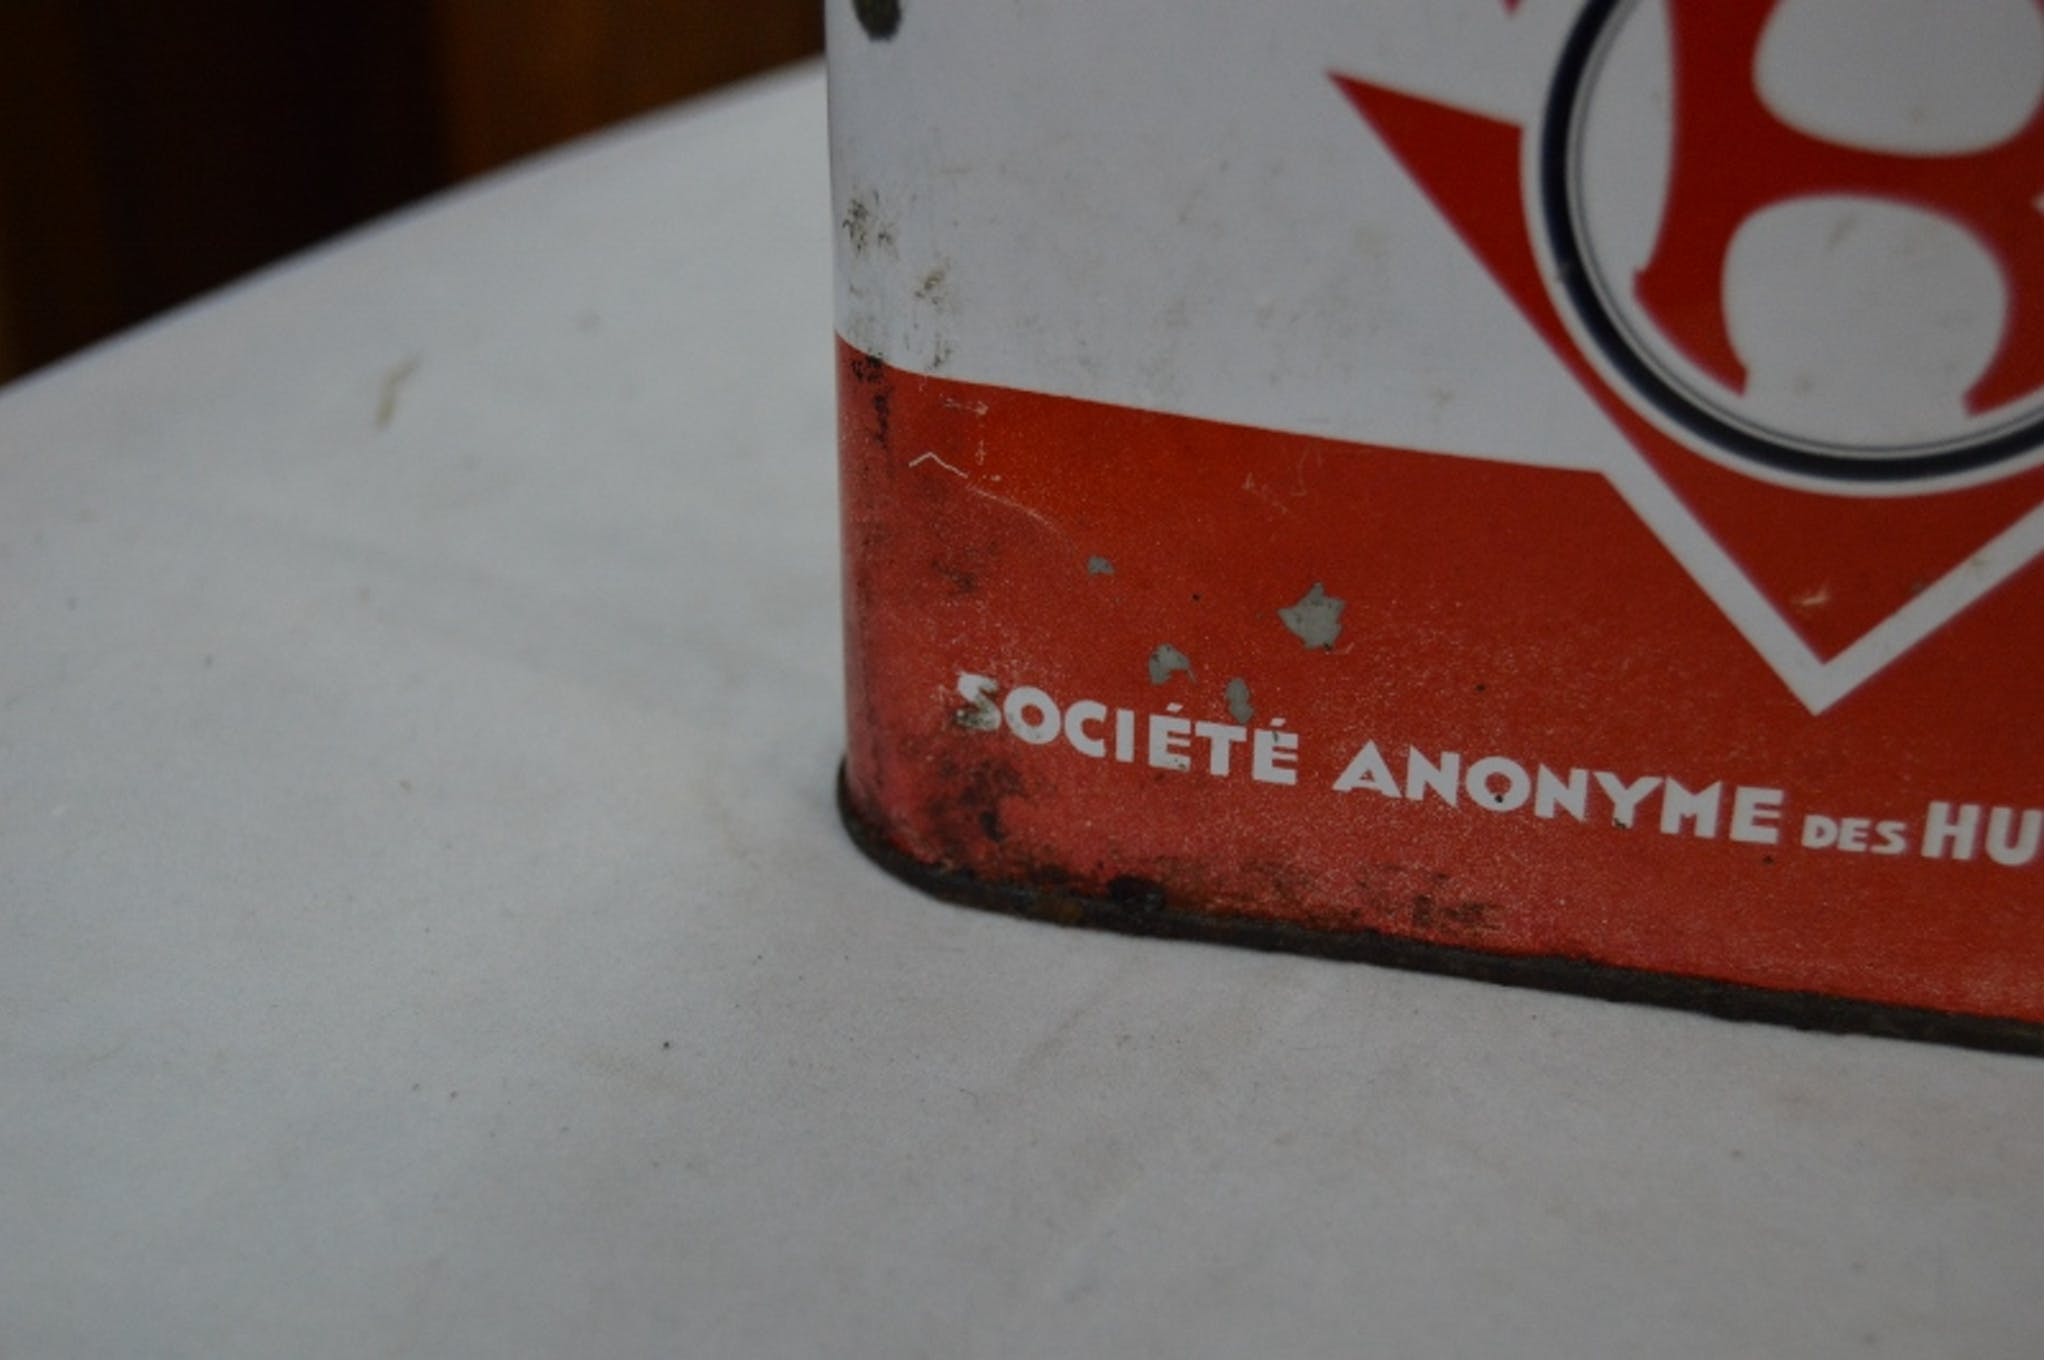 SOCIÉTÉ ANONYME DES HU